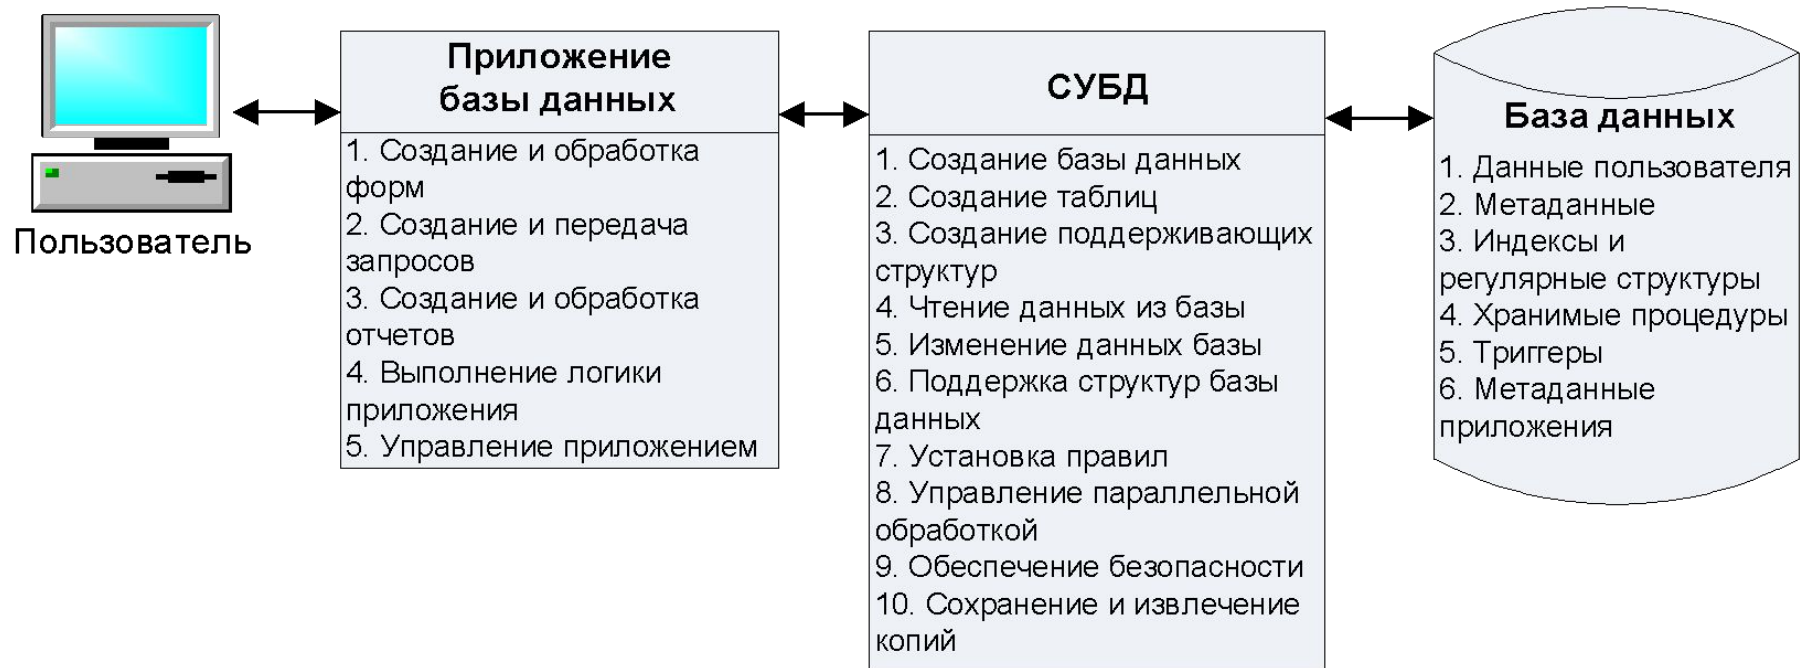 Пользователь
Приложение
базы данных
1. Создание и обработка
форм
2. Создание и передача
запросов
3. Создание и обработка
отчетов
4. Выполнение логики
приложения
5. Управление приложением
СУБД
1. Создание базы данных
2. Создание таблиц
3. Создание поддерживающих
структур
4. Чтение данных из базы
5. Изменение данных базы
6. Поддержка структур базы
данных
7. Установка правил
8. Управление параллельной
обработкой
9. Обеспечение безопасности
10. Сохранение и извлечение
копий
База данных
1. Данные пользователя
2. Метаданные
3. Индексы и
регулярные структуры
4. Хранимые процедуры
5. Триггеры
6. Метаданные
приложения